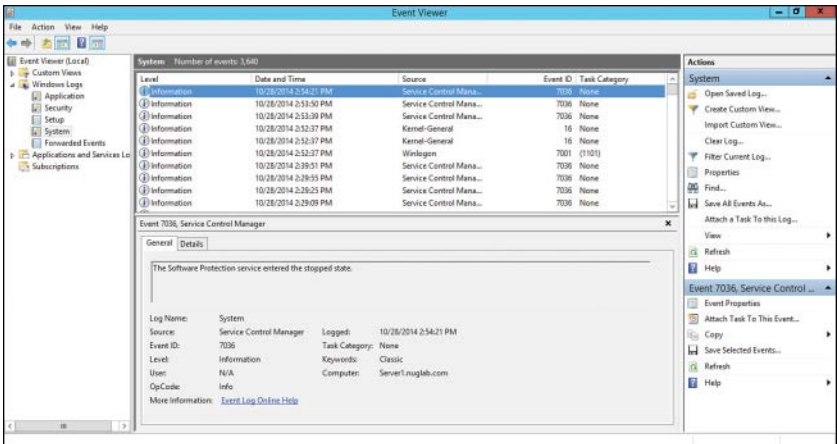 Event Viewer
File Action View Help
Event Viewer (Local)
Custom Views
Windows Logs
Application
Security
Setup
System
Forwarded Events
Applications and Services Lo
Subscriptions
System Number of events: 3,640
Level Date and Time Source Event ID Task Category
Information 10/28/2014 2:54:21 PM Service Control Mana... 7036 None
Information 10/28/2014 2:53:50 PM Service Control Mana... 7036 None
Information 10/28/2014 2:53:39 PM Service Control Mana... 7036 None
Information 10/28/2014 2:52:37 PM Kernel-General 16 None
Information 10/28/2014 2:52:37 PM Kernel-General 16 None
Information 10/28/2014 2:52:37 PM Winlogon 7001 (1101)
Information 10/28/2014 2:39:51 PM Service Control Mana... 7036 None
Information 10/28/2014 2:29:55 PM Service Control Mana... 7036 None
Information 10/28/2014 2:29:25 PM Service Control Mana... 7036 None
Information 10/28/2014 2:29:09 PM Service Control Mana... 7036 None
Event 7036, Service Control Manager
General Details
The Software Protection service entered the stopped state.
Log Name: System
Source: Service Control Manager Logged: 10/28/2014 2:54:21 PM
Event ID: 7036 Task Category: None
Level: Information Keywords: Classic
User: N/A Computer: Server1.nuglab.com
OpCode: Info
More Information: Event Log Online Help
Actions
System
Open Saved Log...
Create Custom View...
Import Custom View...
Clear Log...
Filter Current Log...
Properties
Find...
Save All Events As...
Attach a Task To this Log...
View
Refresh
Help
Event 7036, Service Control ...
Event Properties
Attach Task To This Event...
Copy
Save Selected Events...
Refresh
Help